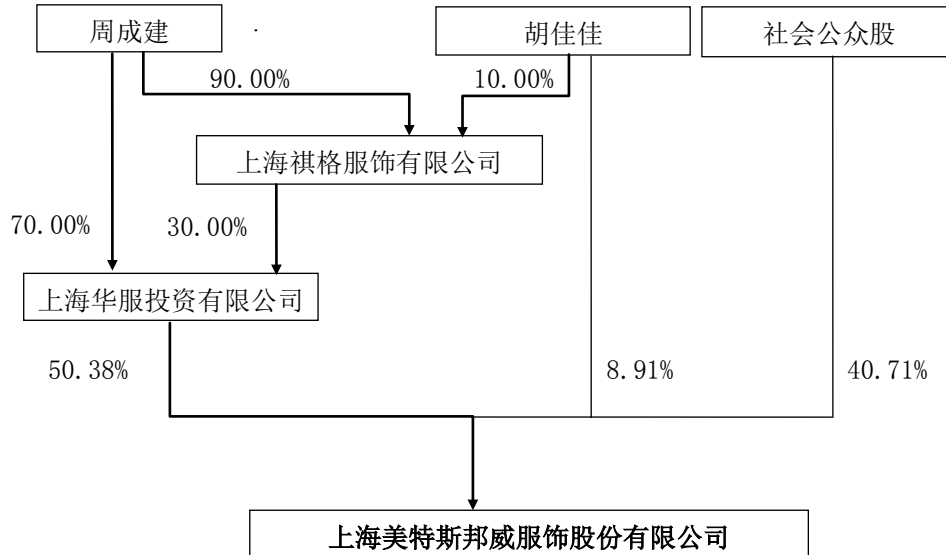 周成建
胡佳佳
社会公众股
90.00%
10.00%
上海祺格服饰有限公司
70.00%
30.00%
上海华服投资有限公司
50.38%
8.91%
40.71%
上海美特斯邦威服饰股份有限公司